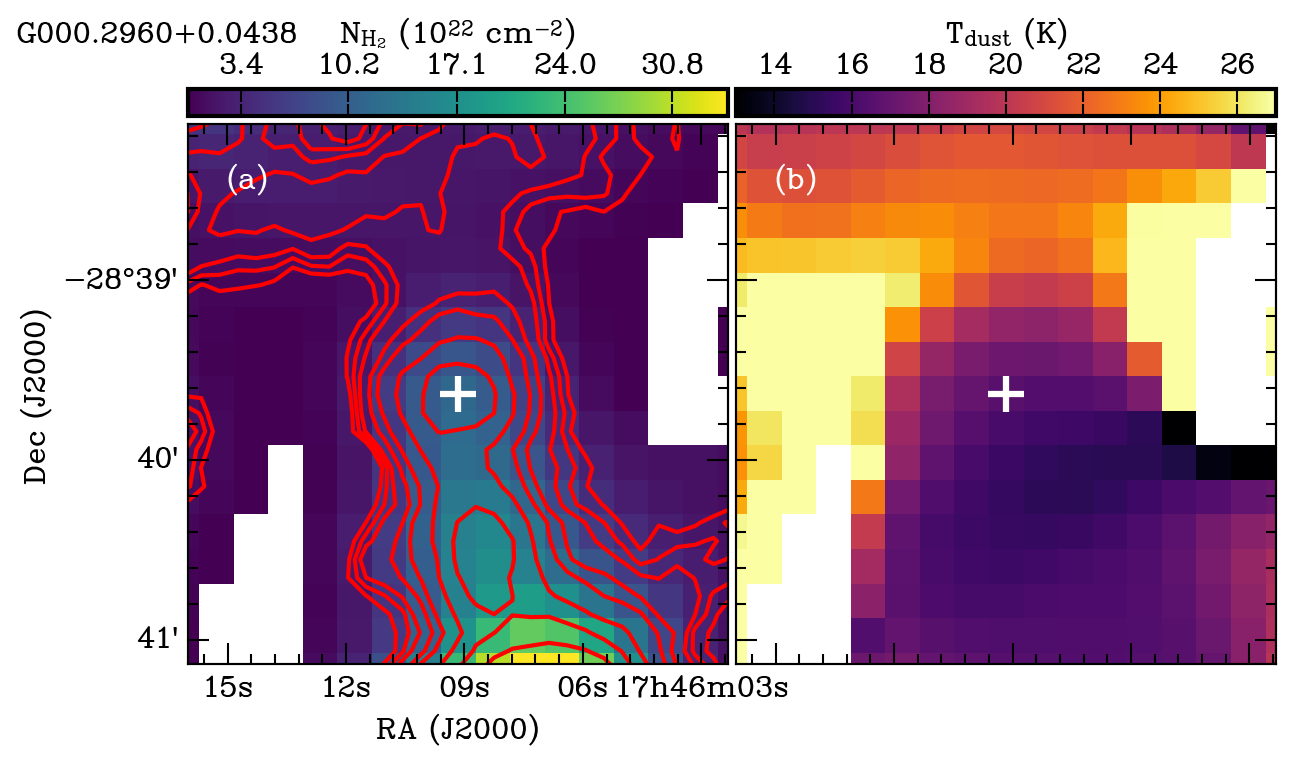 G000.2960+0.0438 N_H₂ (10²² cm⁻²) T_dust (K)
3.4 10.2 17.1 24.0 30.8 14 16 18 20 22 24 26
(a) (b)
−28°39'
40'
41'
Dec (J2000)
15s 12s 09s 06s 17h46m03s
RA (J2000)